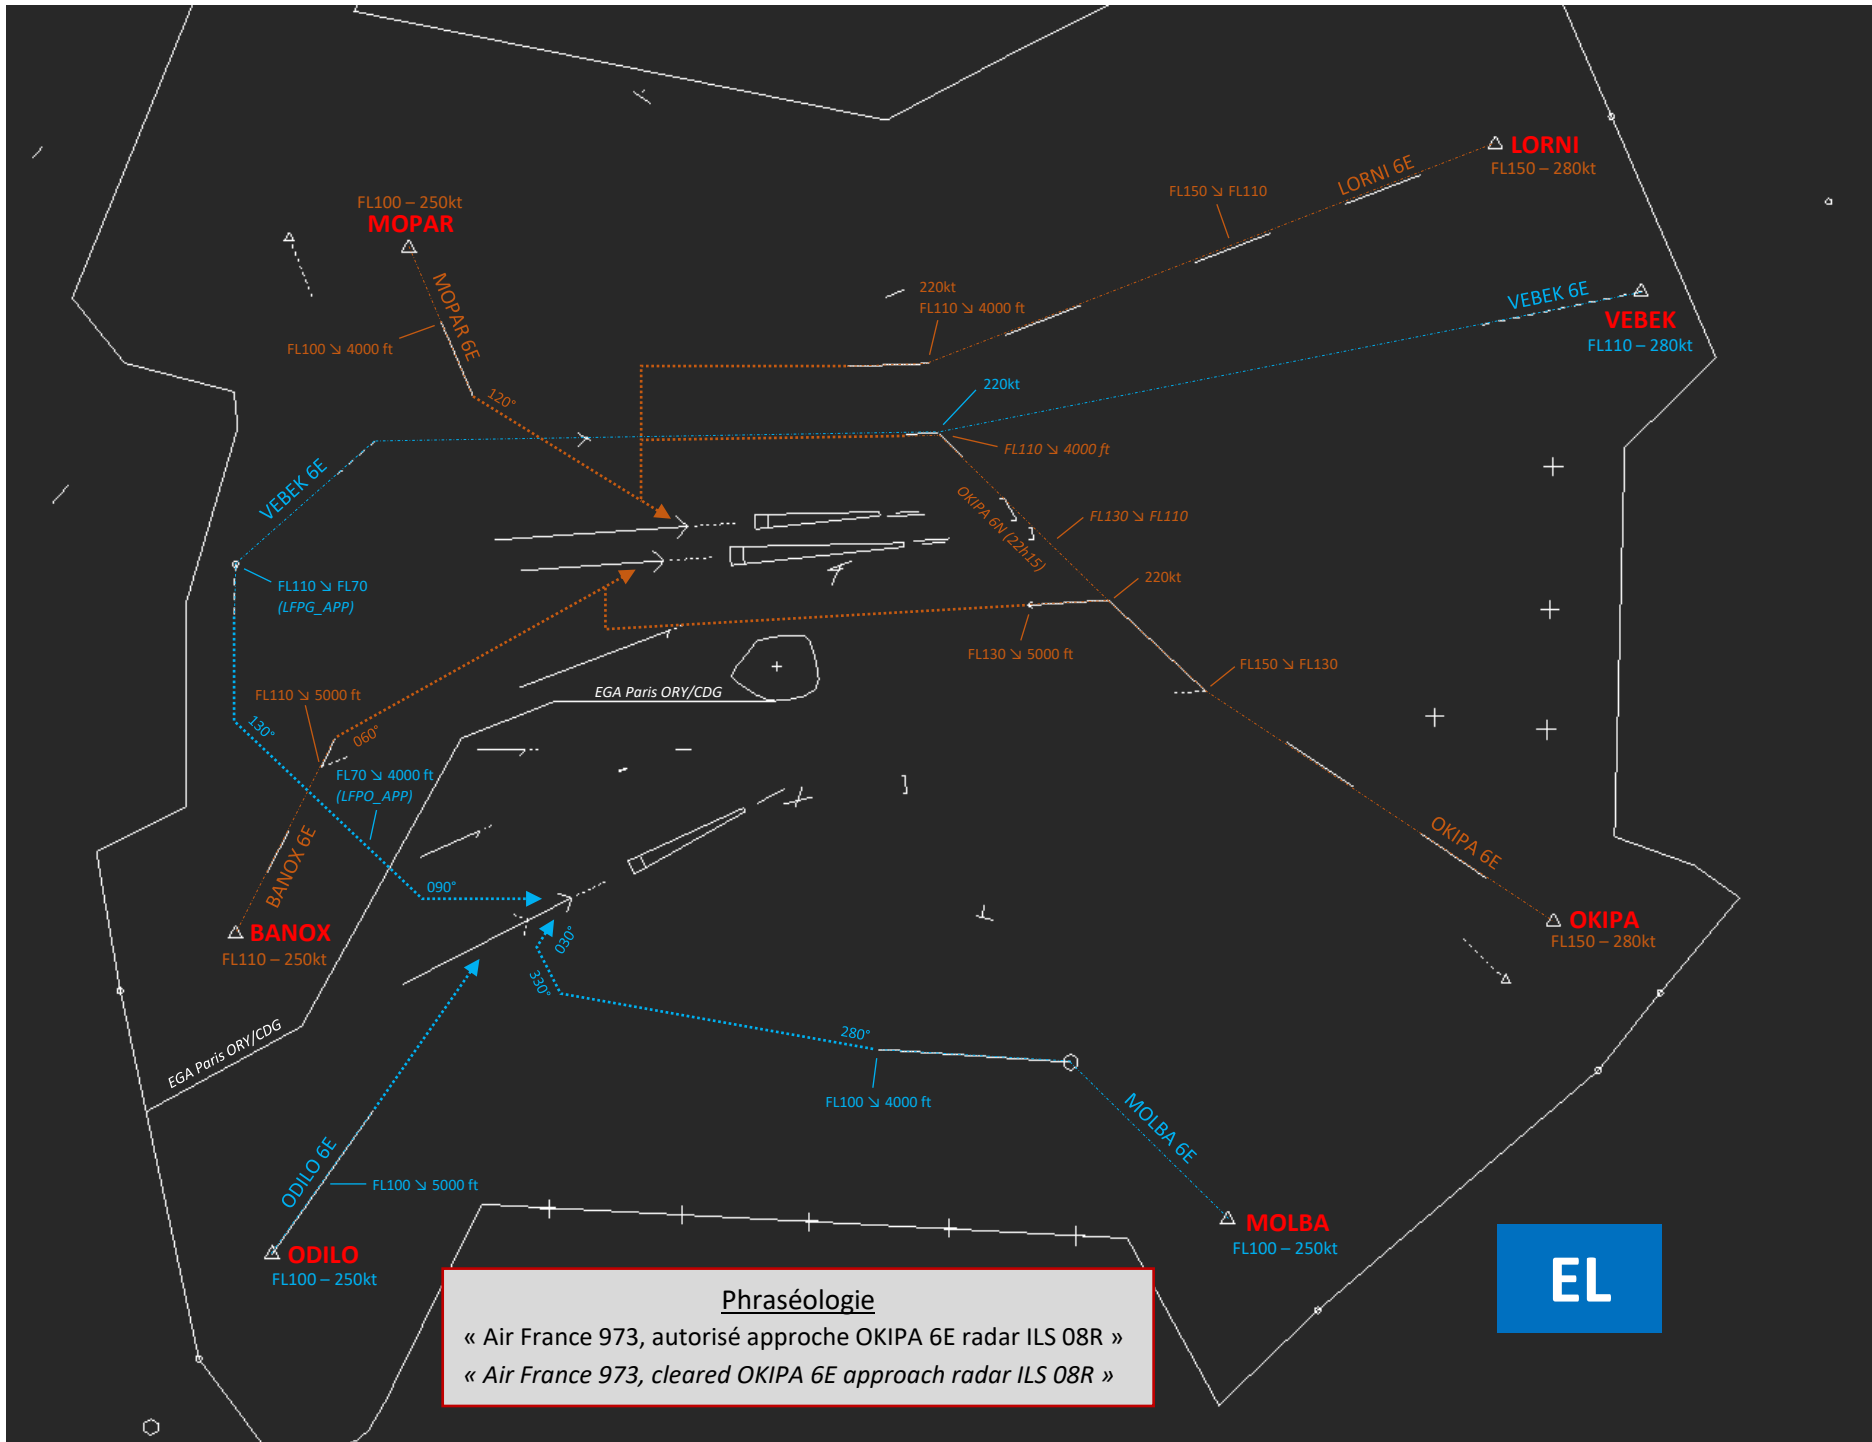 LORNI
FL150 – 280kt
LORNI 6E
FL150 ↘ FL110
FL100 – 250kt
MOPAR
MOPAR 6E
FL100 ↘ 4000 ft
120°
220kt
FL110 ↘ 4000 ft
VEBEK 6E
VEBEK
FL110 – 280kt
220kt
FL110 ↘ 4000 ft
VEBEK 6E
OKIPA 6N (22h15)
FL130 ↘ FL110
FL110 ↘ FL70
(LFPG_APP)
220kt
FL130 ↘ 5000 ft
FL150 ↘ FL130
EGA Paris ORY/CDG
FL110 ↘ 5000 ft
130°
060°
FL70 ↘ 4000 ft
(LFPO_APP)
BANOX 6E
OKIPA 6E
090°
BANOX
FL110 – 250kt
OKIPA
FL150 – 280kt
030°
330°
280°
EGA Paris ORY/CDG
FL100 ↘ 4000 ft
MOLBA 6E
ODILO 6E
FL100 ↘ 5000 ft
ODILO
FL100 – 250kt
MOLBA
FL100 – 250kt
EL
Phraséologie
« Air France 973, autorisé approche OKIPA 6E radar ILS 08R »
« Air France 973, cleared OKIPA 6E approach radar ILS 08R »